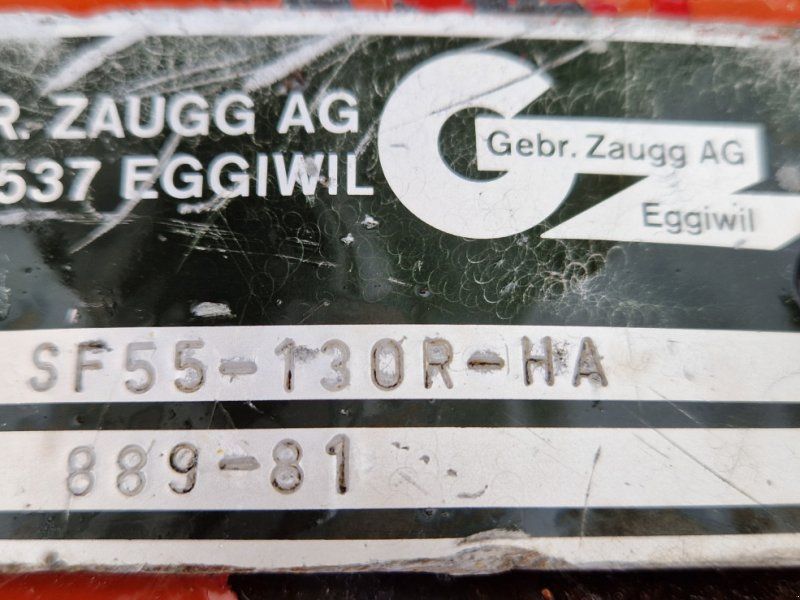 R. ZAUGG AG
537 EGGIWIL
Gebr. Zaugg AG
Eggiwil
SF55-130R-HA
889-81